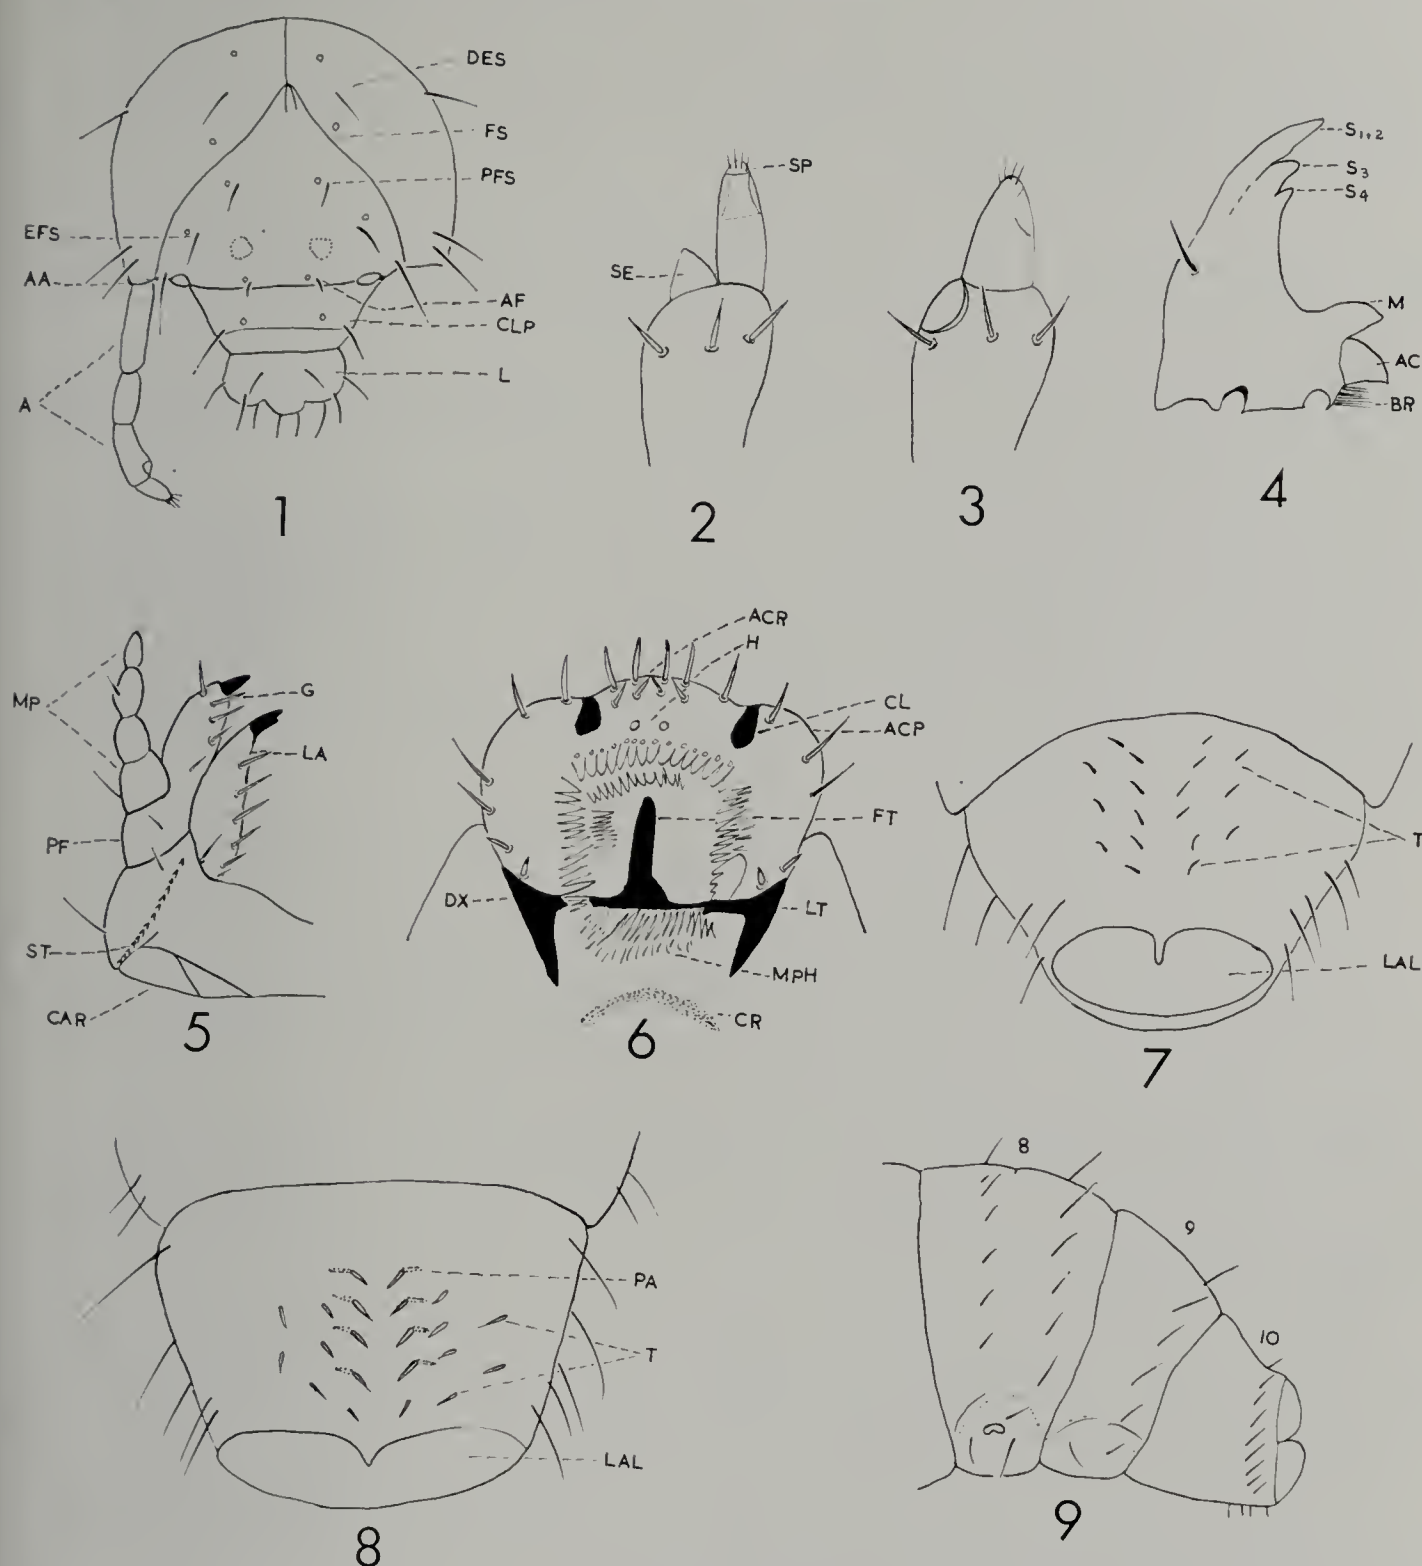 DES
FS
PFS
EFS
AA
AF
CLP
L
A
1
SP
SE
2
3
S1+2
S3
S4
M
AC
BR
4
MP
G
LA
PF
ST
CAR
5
ACR
H
CL
ACP
FT
DX
LT
MPH
CR
6
T
LAL
7
PA
T
LAL
8
8
9
10
9